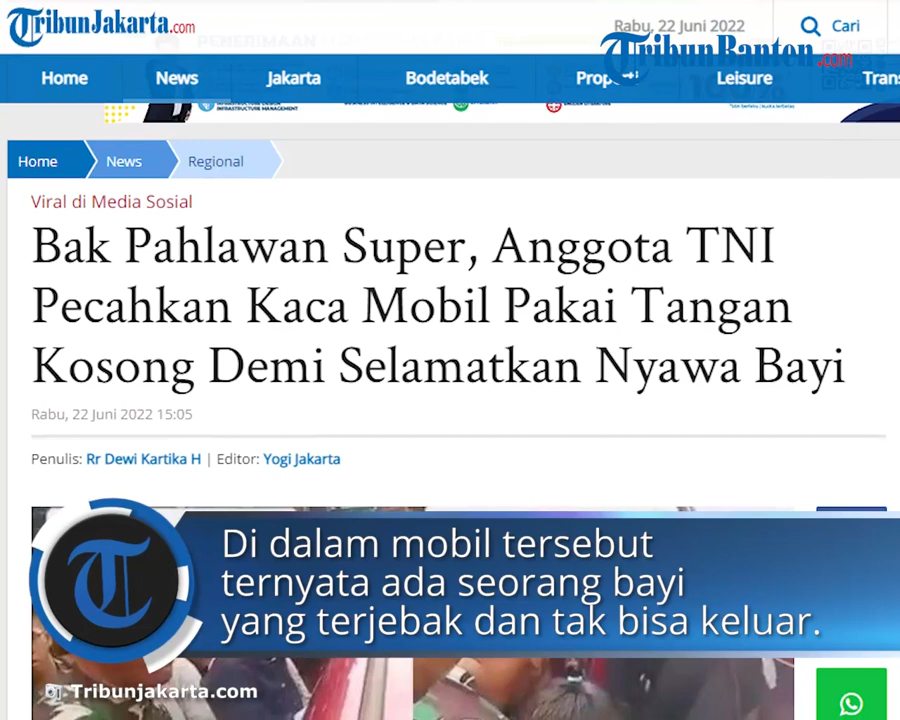 TribunJakarta.com
Rabu, 22 Juni 2022
Cari
TribunBanten.com
Home News Jakarta Bodetabek Leisure
INFRASTRUCTURE MANAGEMENT
Home News Regional
Viral di Media Sosial
Bak Pahlawan Super, Anggota TNI
Pecahkan Kaca Mobil Pakai Tangan
Kosong Demi Selamatkan Nyawa Bayi
Rabu, 22 Juni 2022 15:05
Penulis: Rr Dewi Kartika H | Editor: Yogi Jakarta
Di dalam mobil tersebut
ternyata ada seorang bayi
yang terjebak dan tak bisa keluar.
Tribunjakarta.com